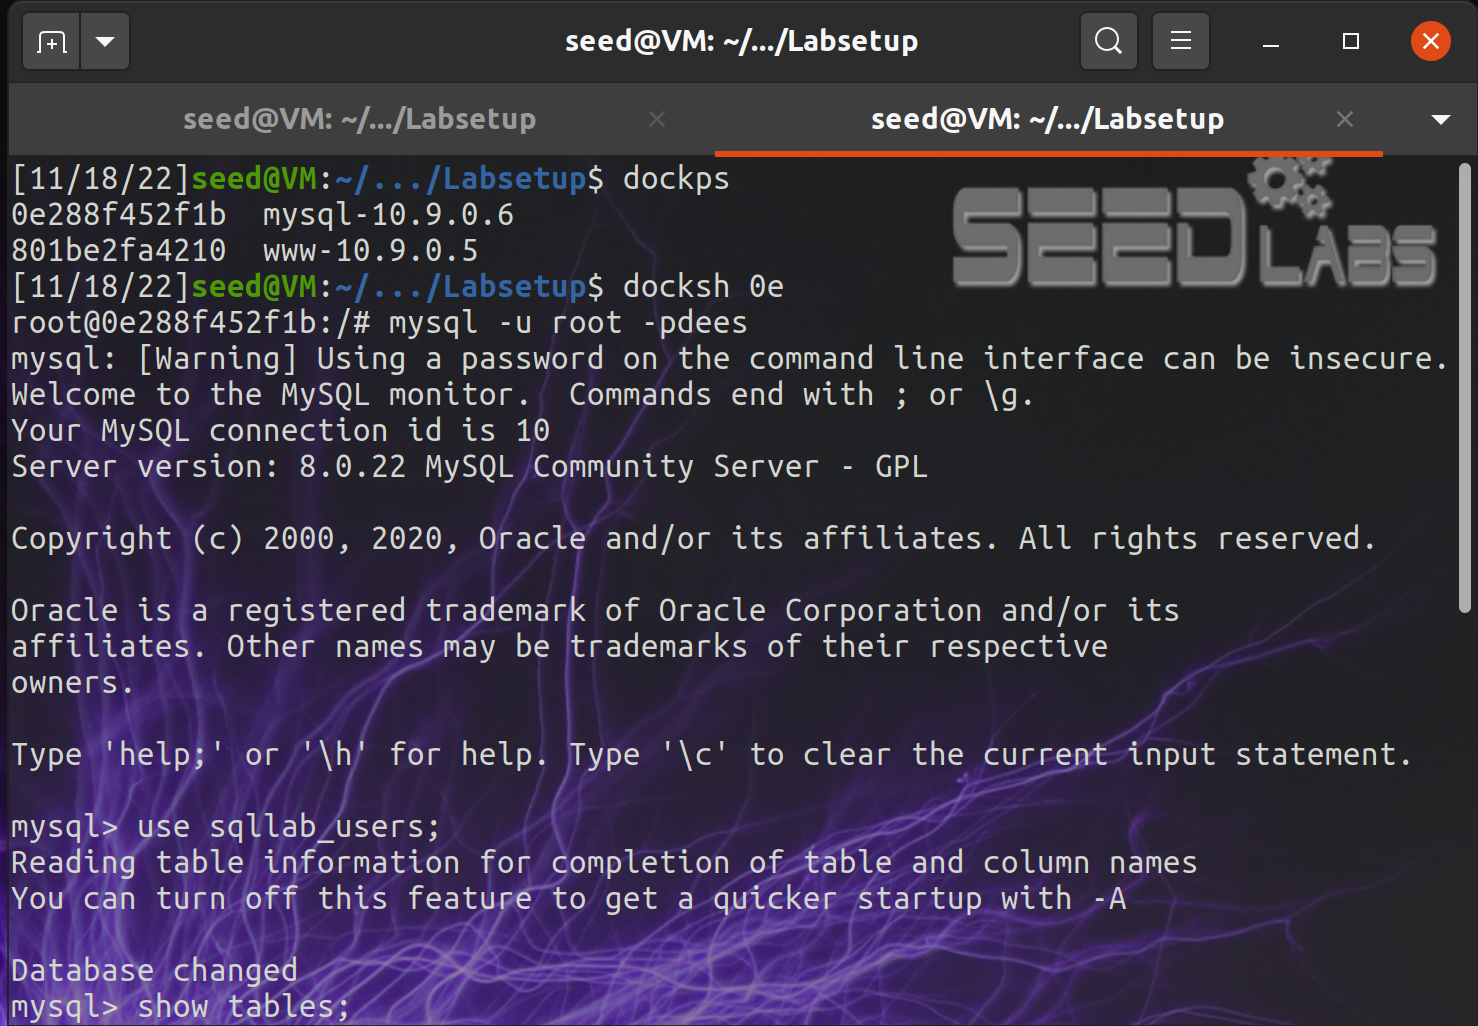 seed@VM: ~/.../Labsetup
seed@VM: ~/.../Labsetup
seed@VM: ~/.../Labsetup
SEED LABS
[11/18/22]seed@VM:~/.../Labsetup$ dockps
0e288f452f1b  mysql-10.9.0.6
801be2fa4210  www-10.9.0.5
[11/18/22]seed@VM:~/.../Labsetup$ docksh 0e
root@0e288f452f1b:/# mysql -u root -pdees
mysql: [Warning] Using a password on the command line interface can be insecure.
Welcome to the MySQL monitor.  Commands end with ; or \g.
Your MySQL connection id is 10
Server version: 8.0.22 MySQL Community Server - GPL

Copyright (c) 2000, 2020, Oracle and/or its affiliates. All rights reserved.

Oracle is a registered trademark of Oracle Corporation and/or its
affiliates. Other names may be trademarks of their respective
owners.

Type 'help;' or '\h' for help. Type '\c' to clear the current input statement.

mysql> use sqllab_users;
Reading table information for completion of table and column names
You can turn off this feature to get a quicker startup with -A

Database changed
mysql> show tables;